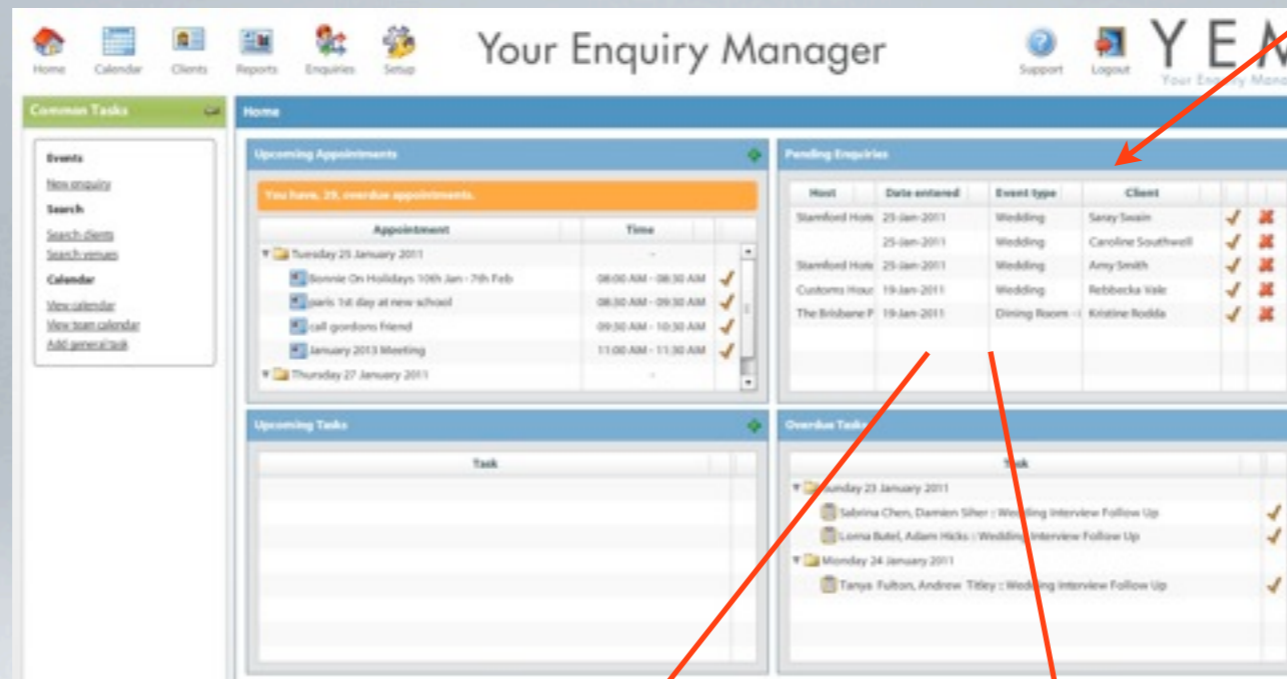 Your Enquiry Manager
Y E M
Your Enquiry Mana
Home Calendar Clients Reports Enquiries Setup Support Logout
Common Tasks
Events
New enquiry
Search
Search clients
Search venues
Calendar
View calendar
View team calendar
Add general task
Home
Upcoming Appointments
You have, 29, overdue appointments.
Appointment Time
Tuesday 25 January 2011 -
Bonnie On Holidays 10th Jan - 7th Feb 08:00 AM - 08:30 AM
paris 1st day at new school 08:30 AM - 09:30 AM
call gordons friend 09:30 AM - 10:30 AM
January 2013 Meeting 11:00 AM - 11:30 AM
Thursday 27 January 2011 -
Pending Enquiries
Host Date entered Event type Client
Stamford Hote 25-Jan-2011 Wedding Saray Swain
25-Jan-2011 Wedding Caroline Southwell
Stamford Hote 25-Jan-2011 Wedding Amy Smith
Customs Hous 19-Jan-2011 Wedding Rebbecka Vale
The Brisbane P 19-Jan-2011 Dining Room - Kristine Rodda
Upcoming Tasks
Task
Overdue Tasks
Task
Sunday 23 January 2011
Sabrina Chen, Damien Siher :: Wedding Interview Follow Up
Lorna Butel, Adam Hicks :: Wedding Interview Follow Up
Monday 24 January 2011
Tanya Fulton, Andrew Titley :: Wedding Interview Follow Up